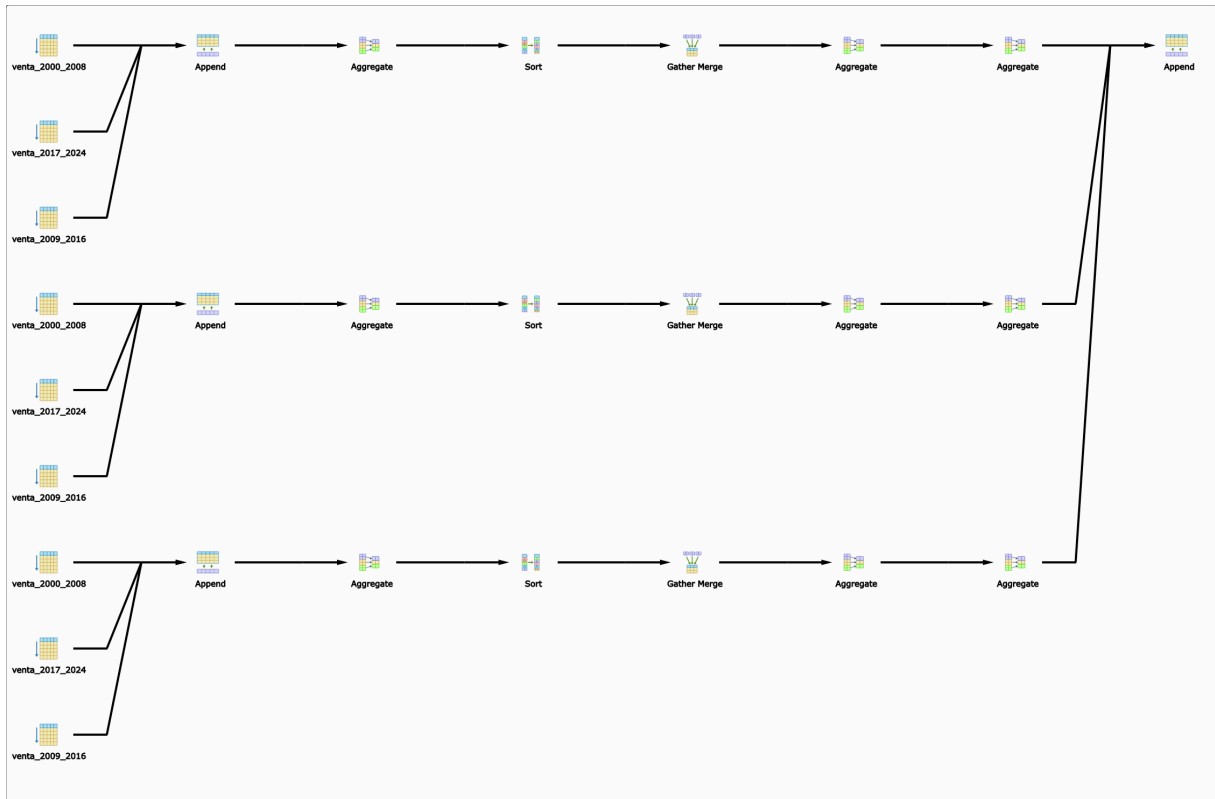 venta_2000_2008 Append Aggregate Sort Gather Merge Aggregate Aggregate Append
venta_2017_2024
venta_2009_2016
venta_2000_2008 Append Aggregate Sort Gather Merge Aggregate Aggregate
venta_2017_2024
venta_2009_2016
venta_2000_2008 Append Aggregate Sort Gather Merge Aggregate Aggregate
venta_2017_2024
venta_2009_2016